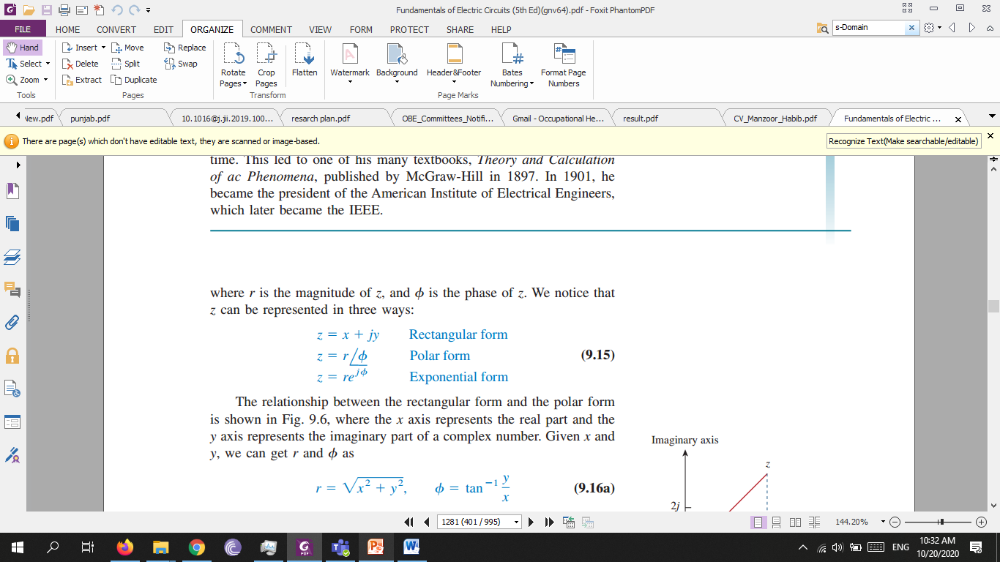 Fundamentals of Electric Circuits (5th Ed)(gnv64).pdf - Foxit PhantomPDF
FILE HOME CONVERT EDIT ORGANIZE COMMENT VIEW FORM PROTECT SHARE HELP s-Domain
Hand Insert Move Replace
Select Delete Split Swap
Zoom Extract Duplicate
Rotate Pages Crop Pages Flatten Watermark Background Header&Footer Bates Numbering Format Page Numbers
Tools Pages Transform Page Marks
New.pdf punjab.pdf 10.1016@j.jii.2019.100... resarch plan.pdf OBE_Committees_Notifi... Gmail - Occupational He... result.pdf CV_Manzoor_Habib.pdf Fundamentals of Electric ...
There are page(s) which don't have editable text, they are scanned or image-based. Recognize Text(Make searchable/editable)
time. This led to one of his many textbooks, Theory and Calculation
of ac Phenomena, published by McGraw-Hill in 1897. In 1901, he
became the president of the American Institute of Electrical Engineers,
which later became the IEEE.
where r is the magnitude of z, and ϕ is the phase of z. We notice that
z can be represented in three ways:
z = x + jy Rectangular form
z = r∠ϕ Polar form (9.15)
z = re^{jϕ} Exponential form
The relationship between the rectangular form and the polar form
is shown in Fig. 9.6, where the x axis represents the real part and the
y axis represents the imaginary part of a complex number. Given x and
y, we can get r and ϕ as
r = √(x² + y²), ϕ = tan⁻¹ y/x (9.16a)
Imaginary axis
z
2j
1281 (401 / 995) 144.20%
ENG 10:32 AM
10/20/2020